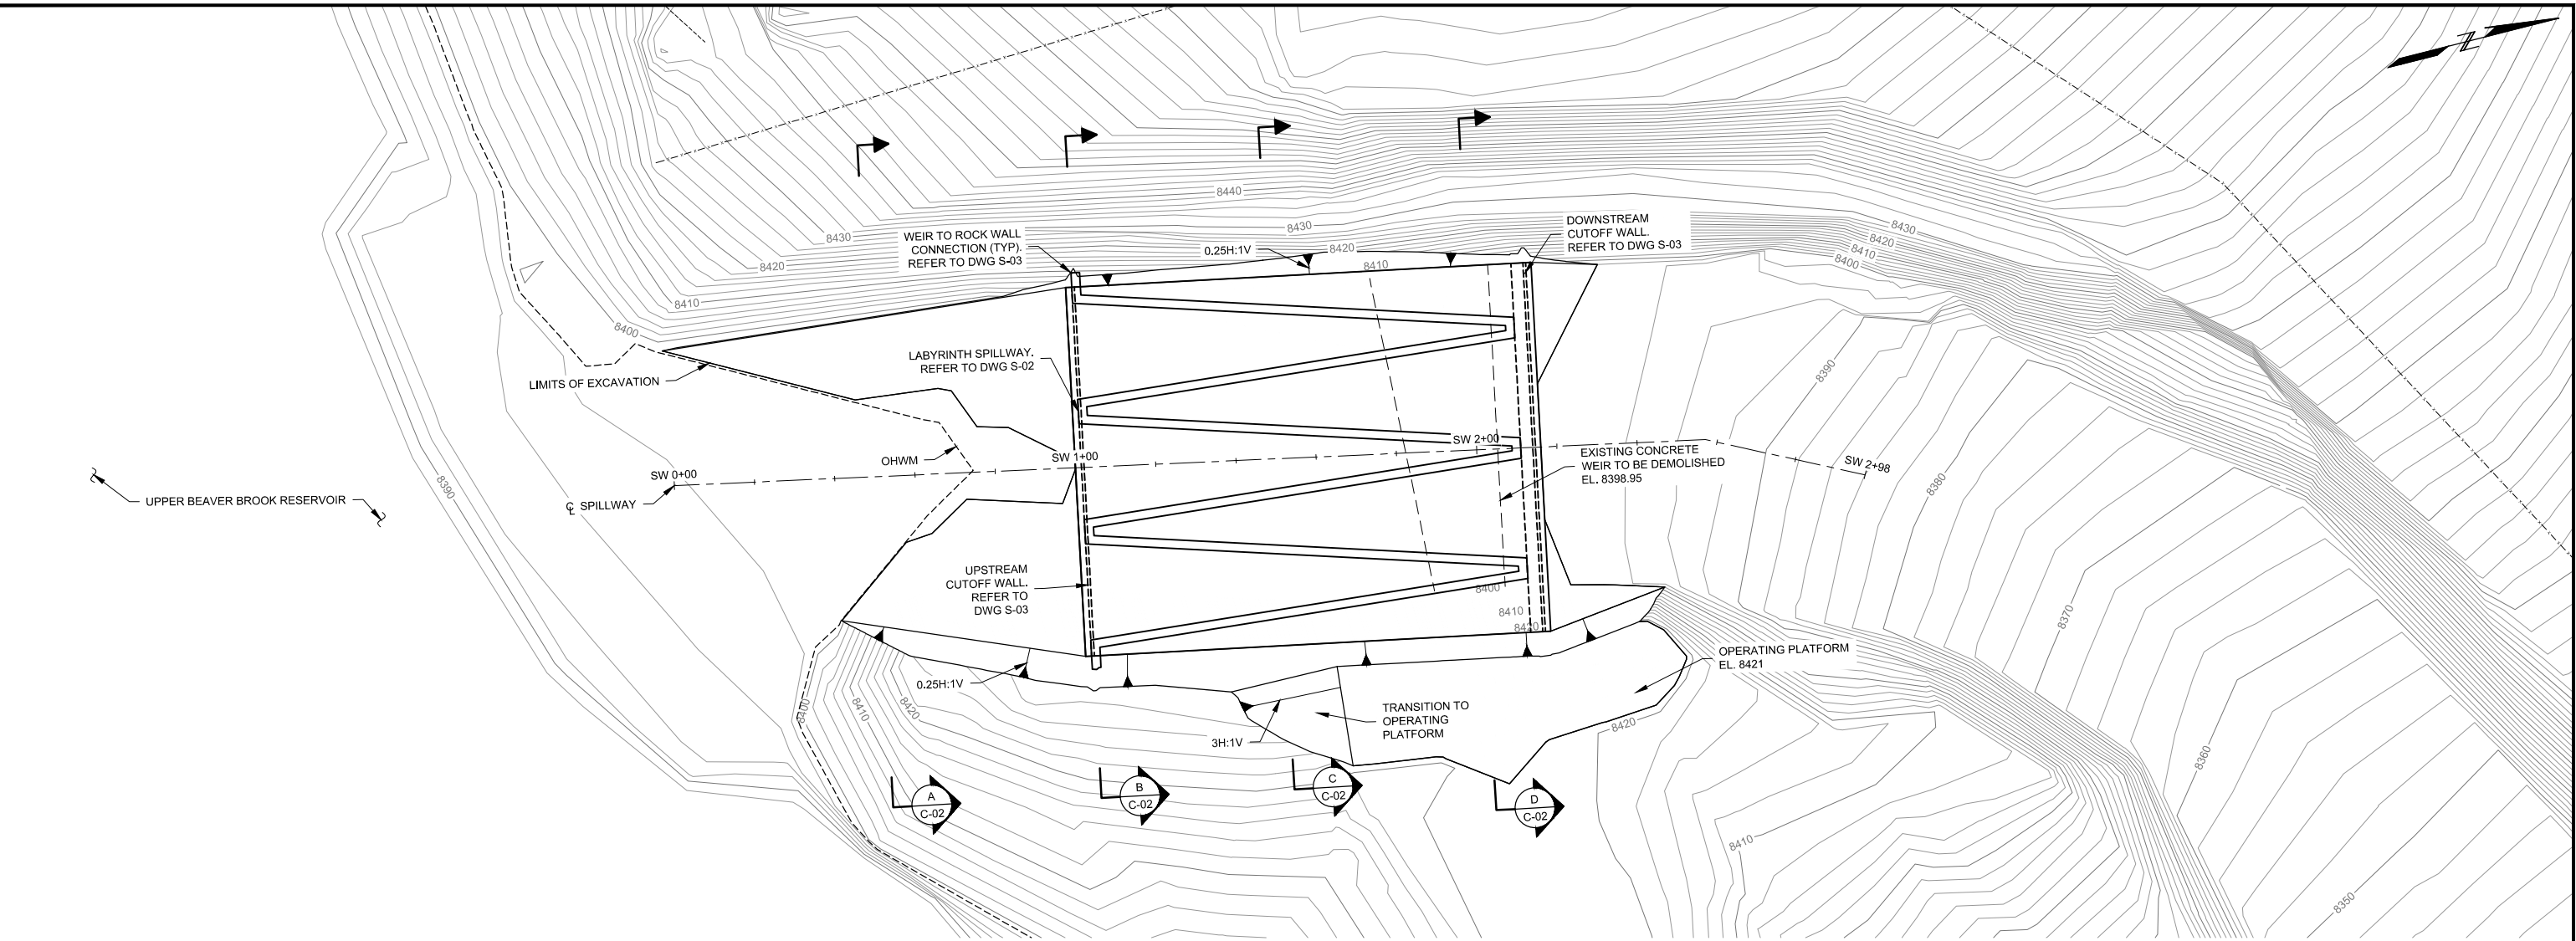 N
8440
8430
8430
8430
8420
8420
8420
8410
8410
8410
8400
8400
WEIR TO ROCK WALL
CONNECTION (TYP).
REFER TO DWG S-03
0.25H:1V
DOWNSTREAM
CUTOFF WALL.
REFER TO DWG S-03
LIMITS OF EXCAVATION
LABYRINTH SPILLWAY.
REFER TO DWG S-02
8390
OHWM
SW 0+00
SW 1+00
SW 2+00
SW 2+98
EXISTING CONCRETE
WEIR TO BE DEMOLISHED
EL. 8398.95
8390
8380
UPPER BEAVER BROOK RESERVOIR
℄ SPILLWAY
UPSTREAM
CUTOFF WALL.
REFER TO
DWG S-03
8400
8410
8420
8370
OPERATING PLATFORM
EL. 8421
0.25H:1V
8400
8410
8420
TRANSITION TO
OPERATING
PLATFORM
3H:1V
8420
8360
A
C-02
B
C-02
C
C-02
D
C-02
8410
8350